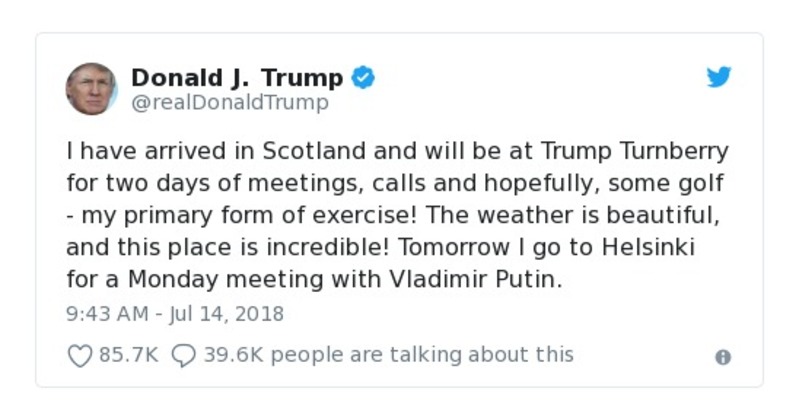 Donald J. Trump
@realDonaldTrump
I have arrived in Scotland and will be at Trump Turnberry
for two days of meetings, calls and hopefully, some golf
- my primary form of exercise! The weather is beautiful,
and this place is incredible! Tomorrow I go to Helsinki
for a Monday meeting with Vladimir Putin.
9:43 AM - Jul 14, 2018
85.7K 39.6K people are talking about this